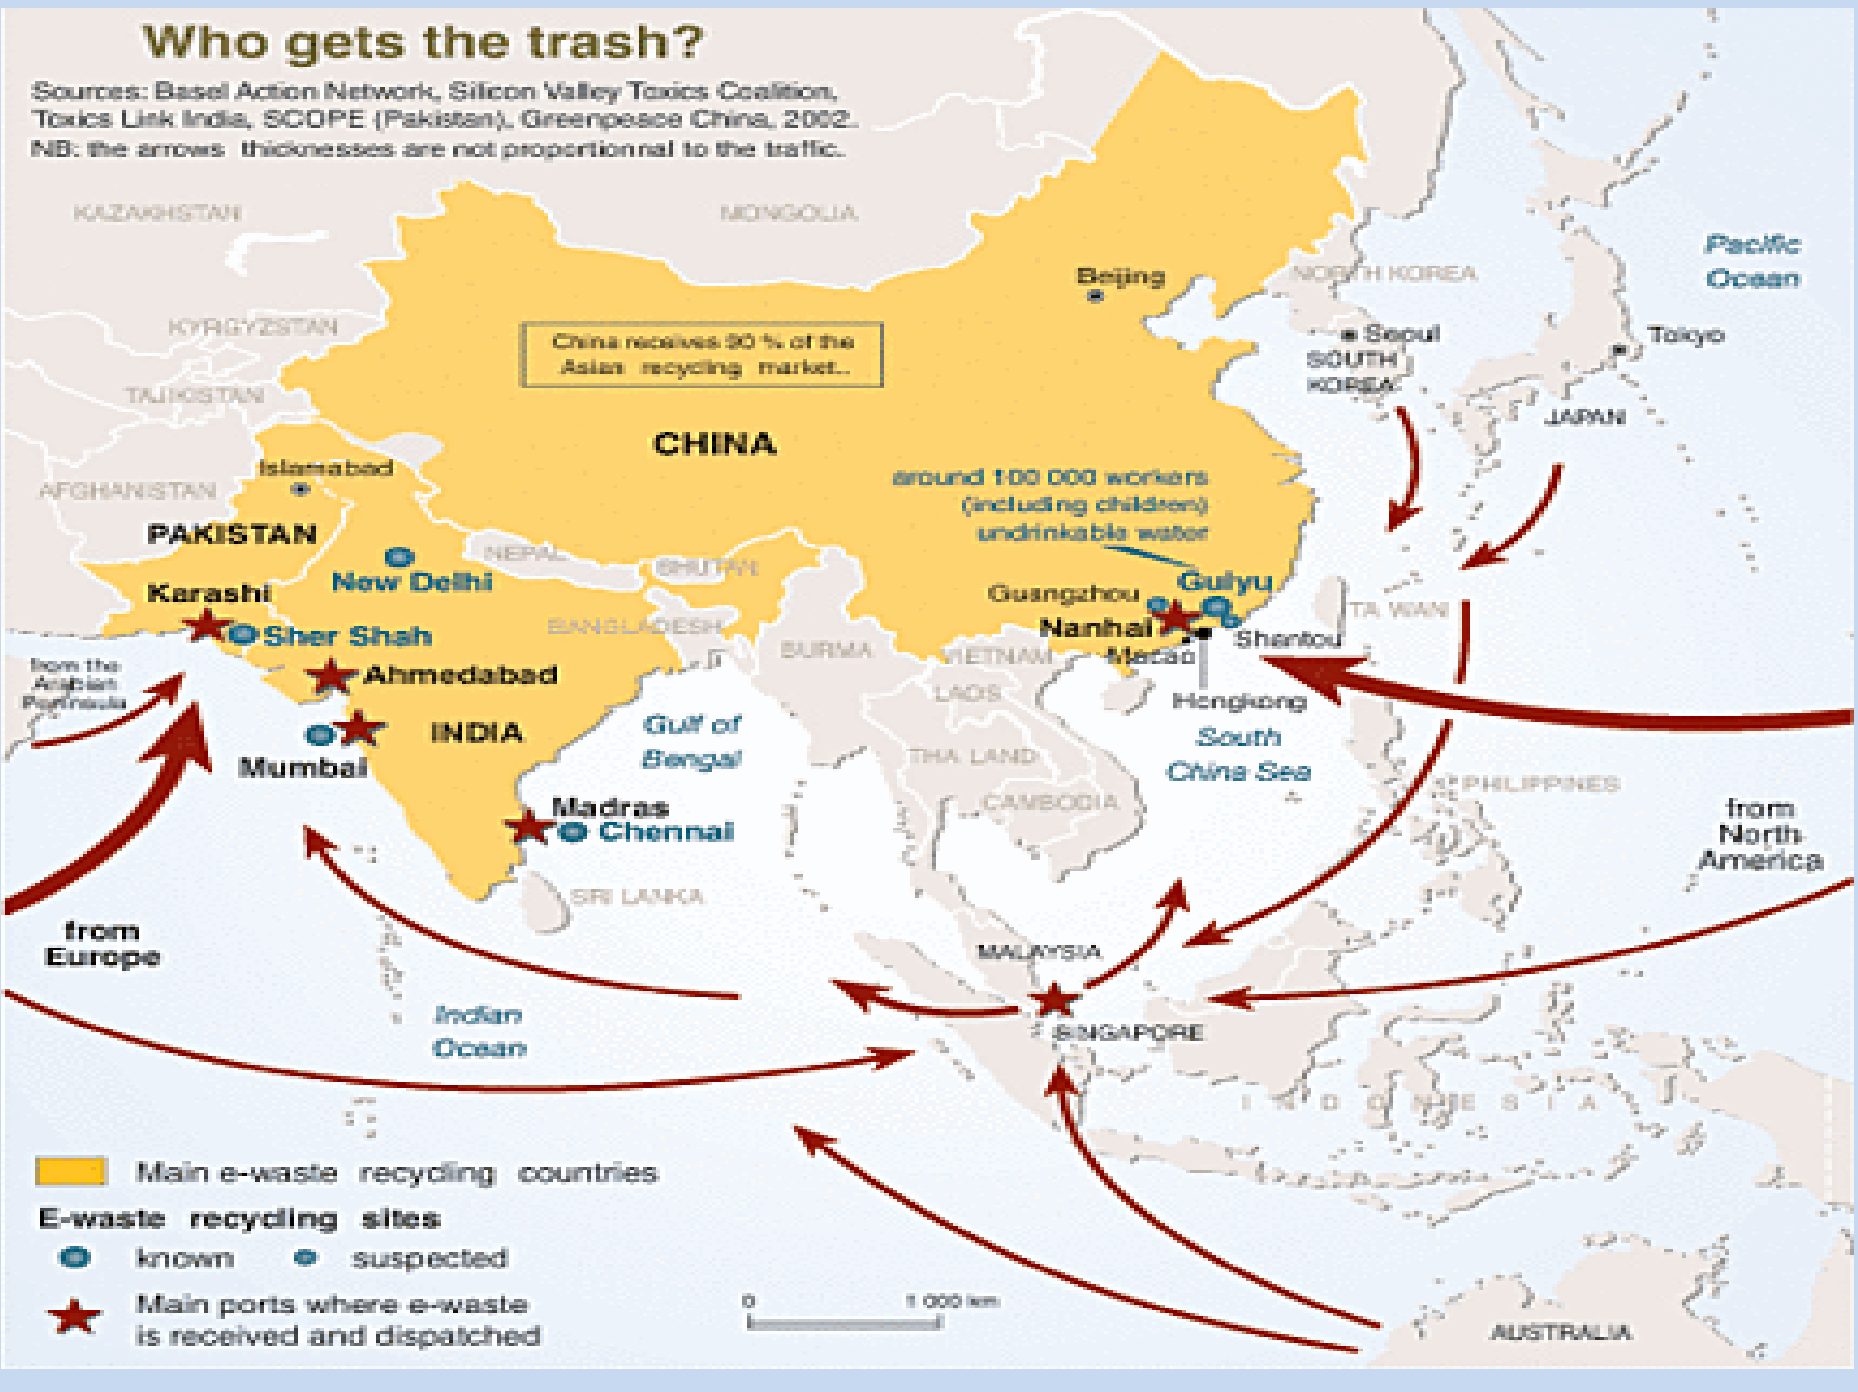 Who gets the trash?
Sources: Basel Action Network, Silicon Valley Toxics Coalition,
Toxics Link India, SCOPE (Pakistan), Greenpeace China, 2002.
NB: the arrows thicknesses are not proportionnal to the traffic.
KAZAKHSTAN
MONGOLIA
Pacific
Ocean
Beijing
NORTH KOREA
KYRGYZSTAN
China receives 90 % of the
Asian recycling market..
Seoul
SOUTH
KOREA
Tokyo
JAPAN
TAJIKISTAN
CHINA
Islamabad
AFGHANISTAN
around 100 000 workers
(including children)
undrinkable water
PAKISTAN
NEPAL
BHUTAN
New Delhi
Karashi
Guiyu
Guangzhou
TA WAN
Sher Shah
BANGLADESH
Nanhai
Shantou
BURMA
VIETNAM
Macao
from the
Arabian
Peninsula
Ahmedabad
LAOS
Hongkong
INDIA
Gulf of
Bengal
South
China Sea
Mumbai
THA LAND
PHILIPPINES
CAMBODIA
Madras
Chennai
from
North
America
SRI LANKA
from
Europe
MALAYSIA
Indian
Ocean
SINGAPORE
I N D O N E S I A
Main e-waste recycling countries
E-waste recycling sites
known suspected
Main ports where e-waste
is received and dispatched
0 1 000 km
AUSTRALIA